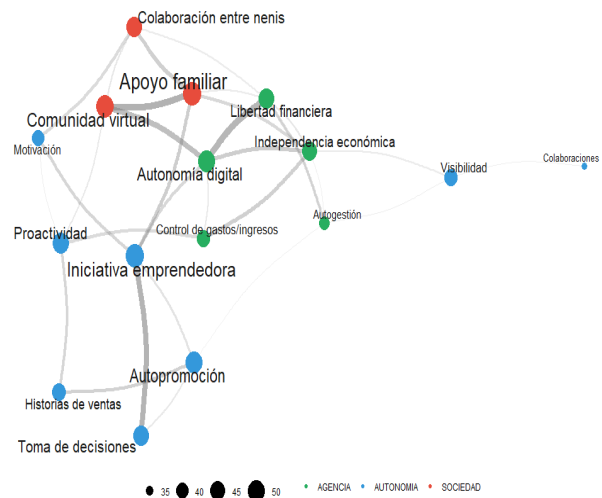 Colaboración entre nenis
Apoyo familiar
Libertad financiera
Comunidad virtual
Independencia económica
Motivación
Colaboraciones
Visibilidad
Autonomía digital
Autogestión
Proactividad
Control de gastos/ingresos
Iniciativa emprendedora
Autopromoción
Historias de ventas
Toma de decisiones
35 40 45 50 AGENCIA AUTONOMIA SOCIEDAD